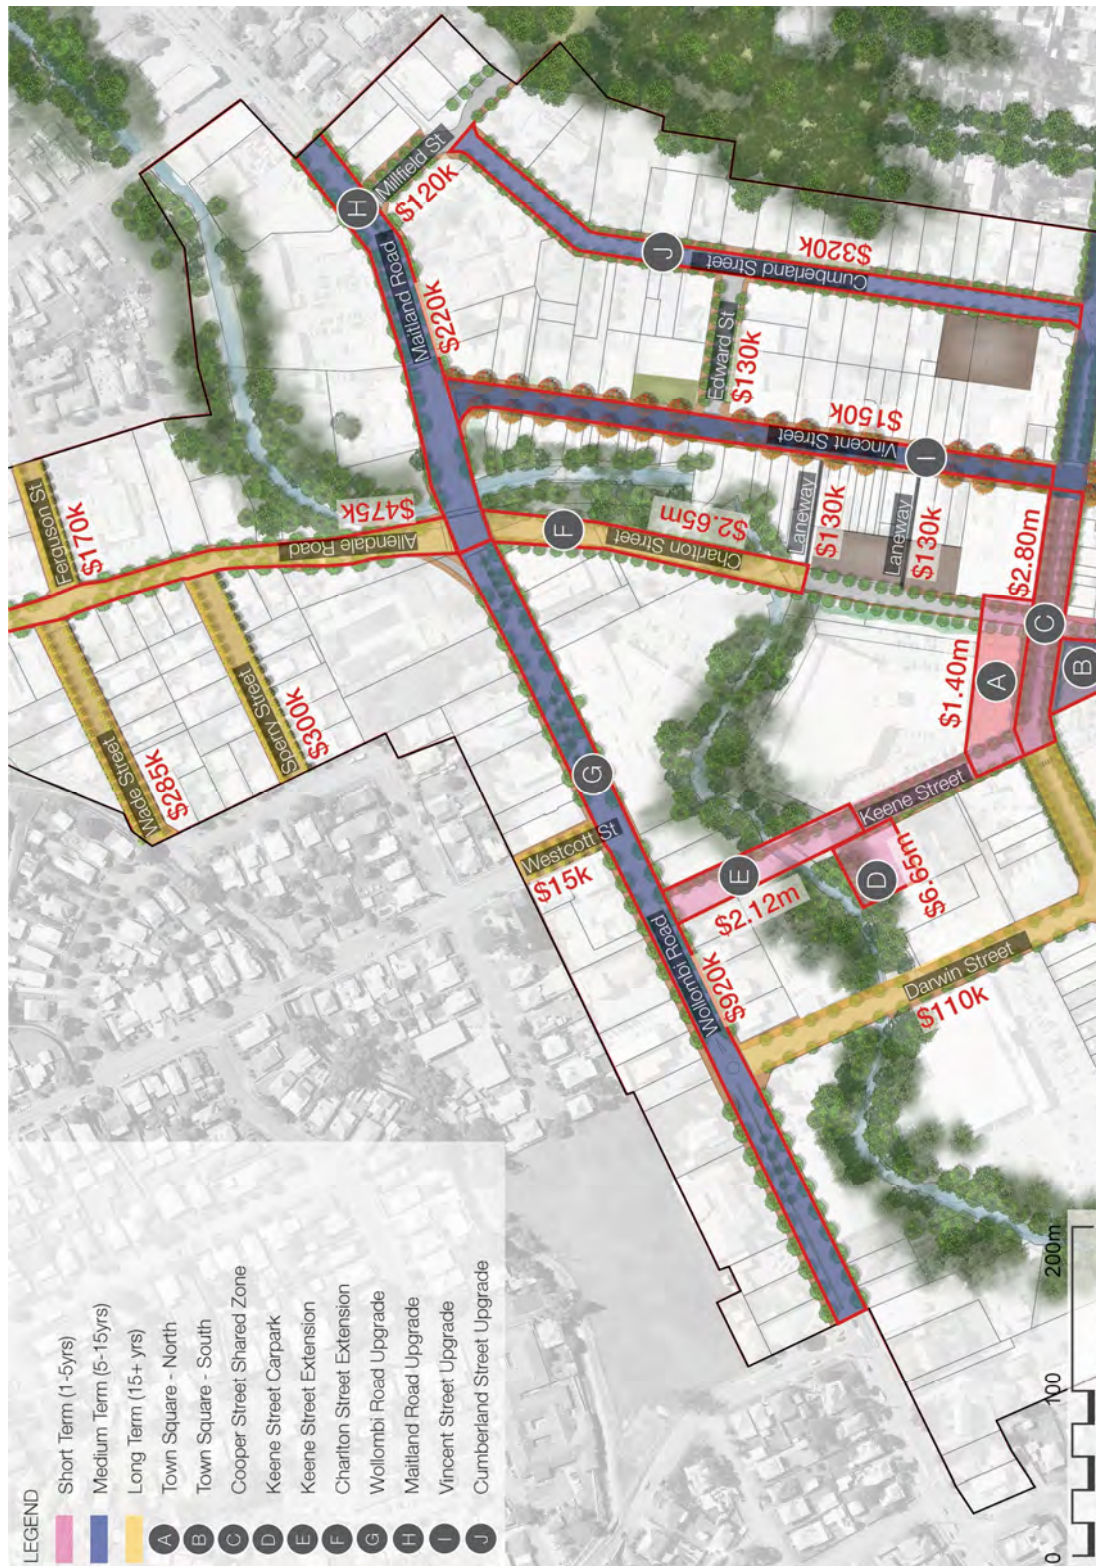 LEGEND
Short Term (1-5yrs)
Medium Term (5-15yrs)
Long Term (15+ yrs)
A Town Square - North
B Town Square - South
C Cooper Street Shared Zone
D Keene Street Carpark
E Keene Street Extension
F Charlton Street Extension
G Wollombi Road Upgrade
H Maitland Road Upgrade
I Vincent Street Upgrade
J Cumberland Street Upgrade
Ferguson St
$170k
Wade Street
$285k
Sperry Street
$300k
Allendale Road
$475k
Maitland Road
H
$220k
Millfield St
$120k
J
Cumberland Street
$320k
Edward St
$130k
Vincent Street
I
$150k
F
Charlton Street
$2.65m
Laneway
$130k
Laneway
$130k
G
Westcott St
$15k
Wollombi Road
$920k
E
$2.12m
Keene Street
D
$6.65m
Darwin Street
$110k
A
$1.40m
C
$2.80m
B
0
100
200m